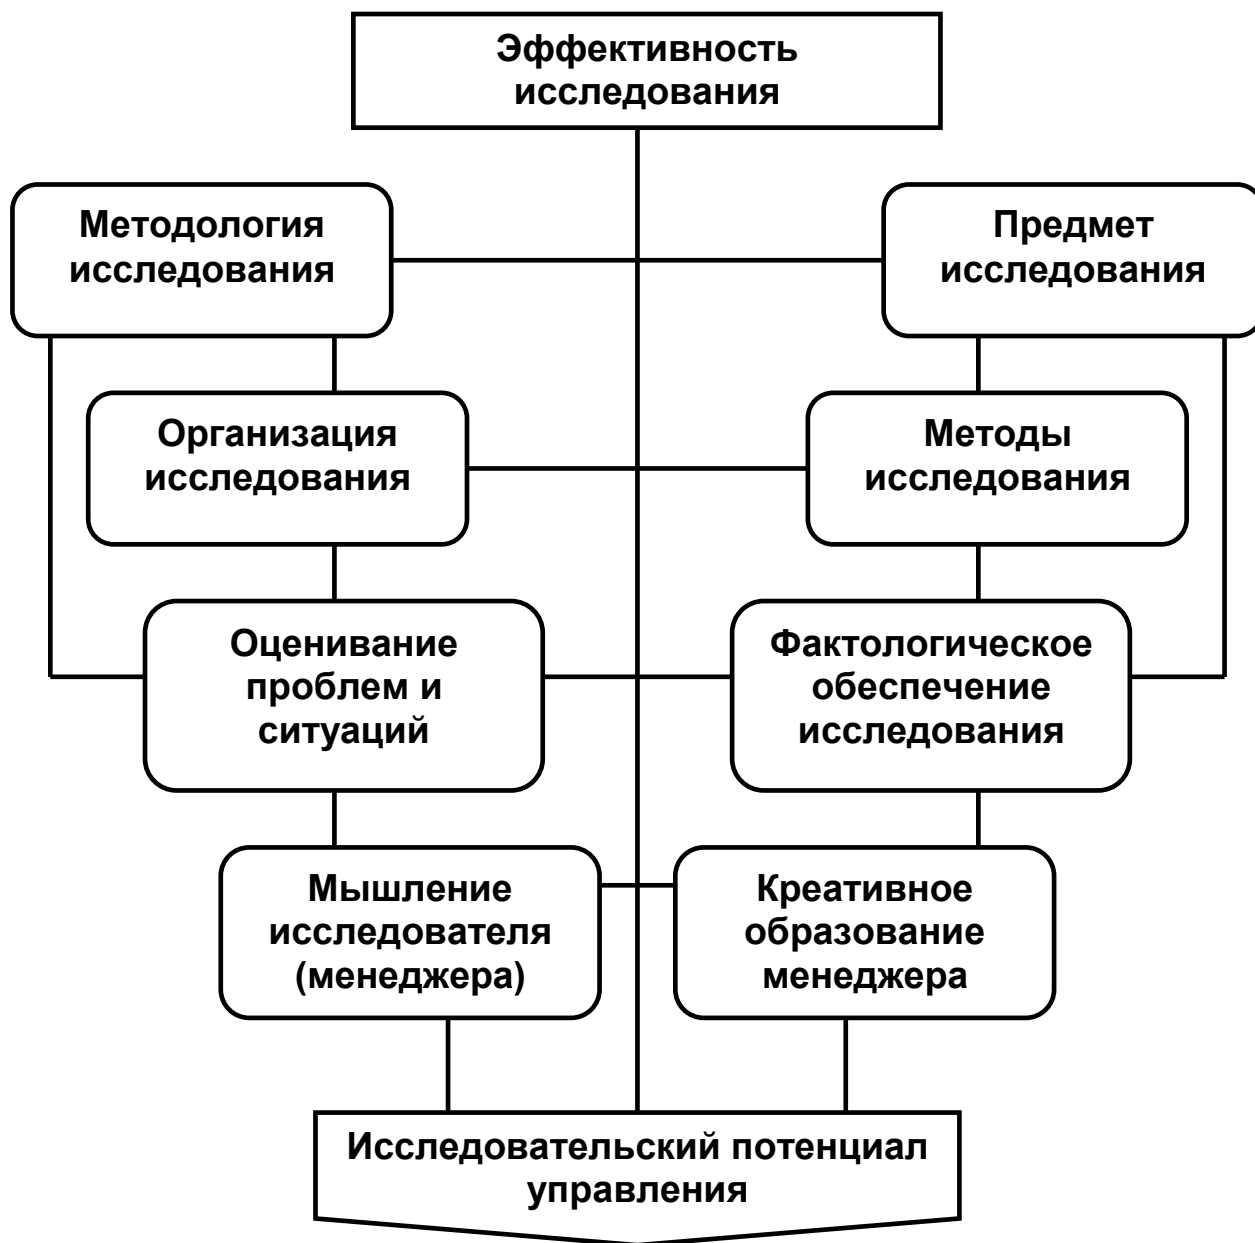 Эффективность
исследования
Методология
исследования
Предмет
исследования
Организация
исследования
Методы
исследования
Оценивание
проблем и
ситуаций
Фактологическое
обеспечение
исследования
Мышление
исследователя
(менеджера)
Креативное
образование
менеджера
Исследовательский потенциал
управления